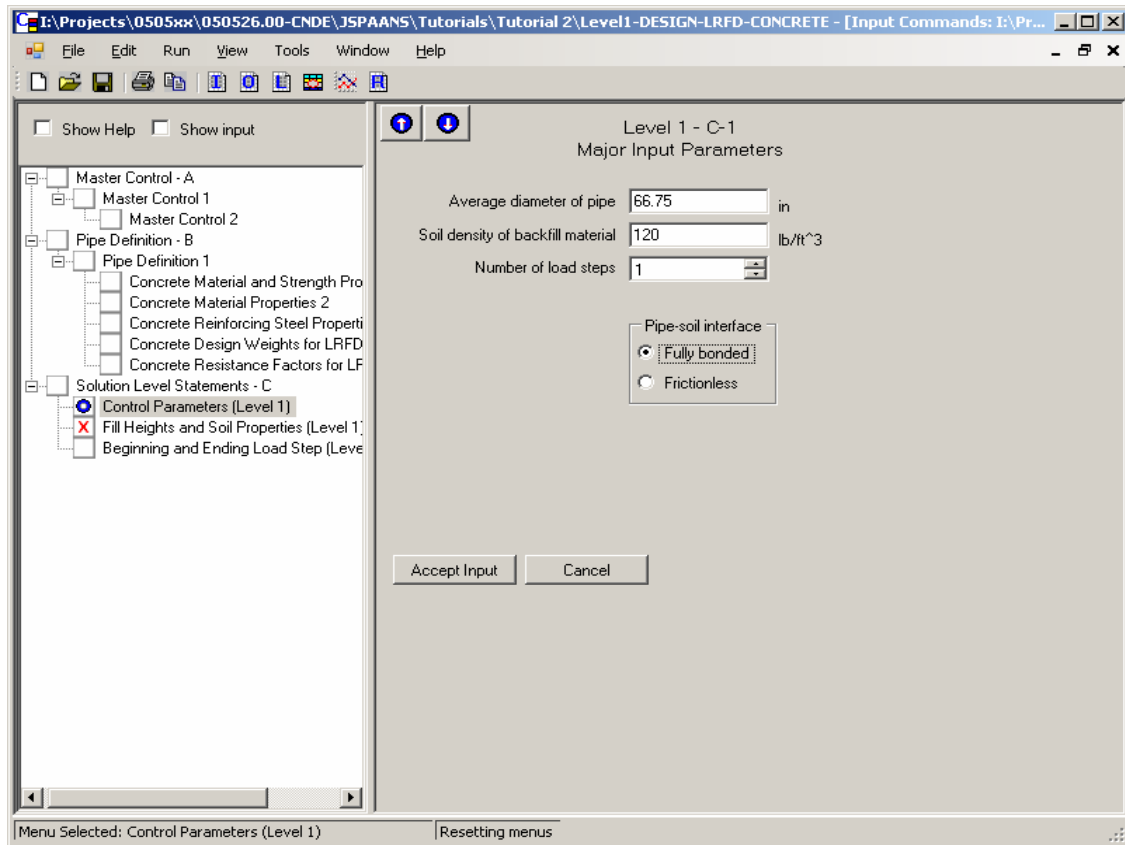 I:\Projects\0505xx\050526.00-CNDE\JSPAANS\Tutorials\Tutorial 2\Level1-DESIGN-LRFD-CONCRETE - [Input Commands: I:\Pr...
File Edit Run View Tools Window Help
Show Help Show input
Level 1 - C-1
Major Input Parameters
Master Control - A
Master Control 1
Master Control 2
Pipe Definition - B
Pipe Definition 1
Concrete Material and Strength Pro
Concrete Material Properties 2
Concrete Reinforcing Steel Properti
Concrete Design Weights for LRFD
Concrete Resistance Factors for LF
Solution Level Statements - C
Control Parameters (Level 1)
Fill Heights and Soil Properties (Level 1)
Beginning and Ending Load Step (Leve
Average diameter of pipe 66.75 in
Soil density of backfill material 120 lb/ft^3
Number of load steps 1
Pipe-soil interface
Fully bonded
Frictionless
Accept Input Cancel
Menu Selected: Control Parameters (Level 1) Resetting menus